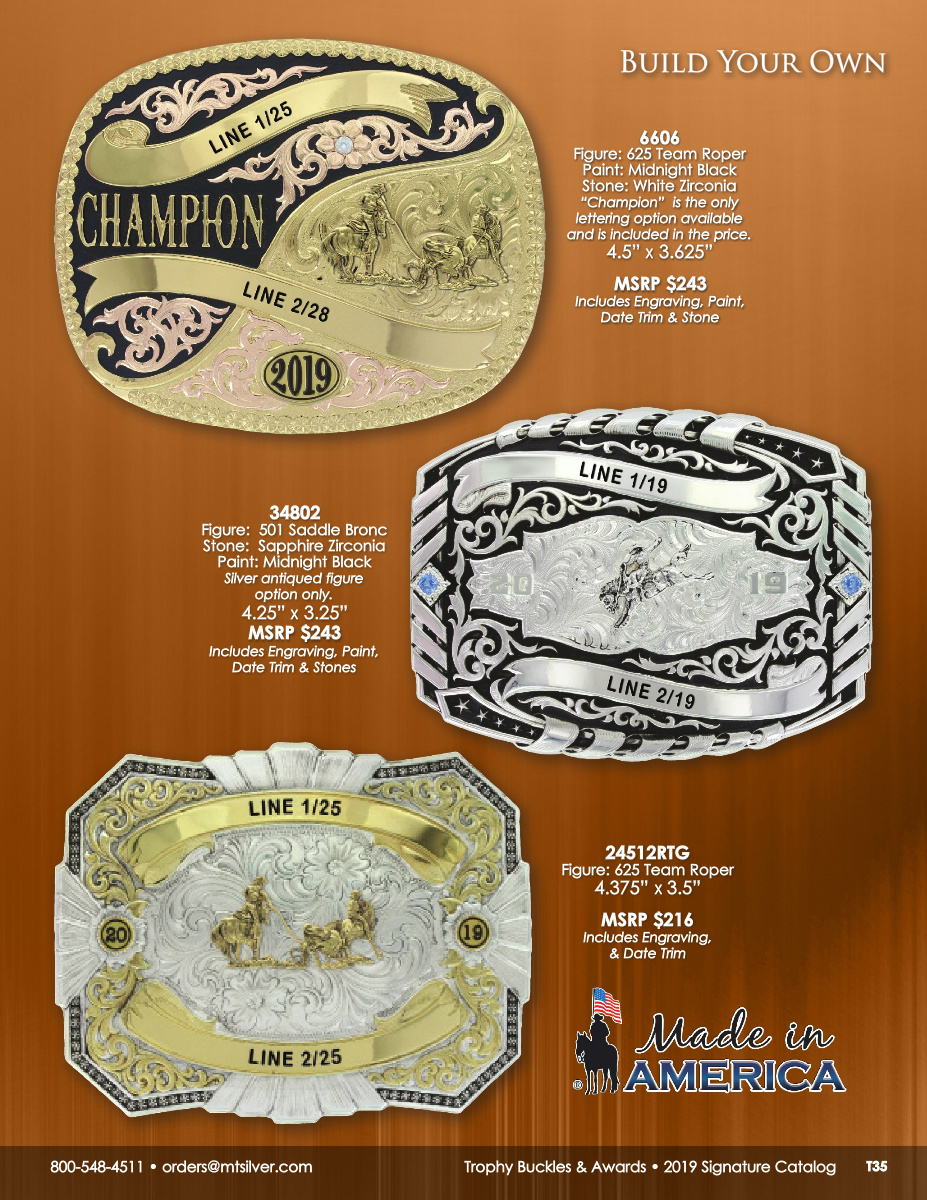 BUILD YOUR OWN
LINE 1/25
CHAMPION
LINE 2/28
2019
6606
Figure: 625 Team Roper
Paint: Midnight Black
Stone: White Zirconia
“Champion” is the only
lettering option available
and is included in the price.
4.5” x 3.625”
MSRP $243
Includes Engraving, Paint,
Date Trim & Stone
34802
Figure: 501 Saddle Bronc
Stone: Sapphire Zirconia
Paint: Midnight Black
Silver antiqued figure
option only.
4.25” x 3.25”
MSRP $243
Includes Engraving, Paint,
Date Trim & Stones
LINE 1/19
20 19
LINE 2/19
LINE 1/25
20 19
LINE 2/25
24512RTG
Figure: 625 Team Roper
4.375” x 3.5”
MSRP $216
Includes Engraving,
& Date Trim
Made in
AMERICA
®
800-548-4511 • orders@mtsilver.com
Trophy Buckles & Awards • 2019 Signature Catalog T35